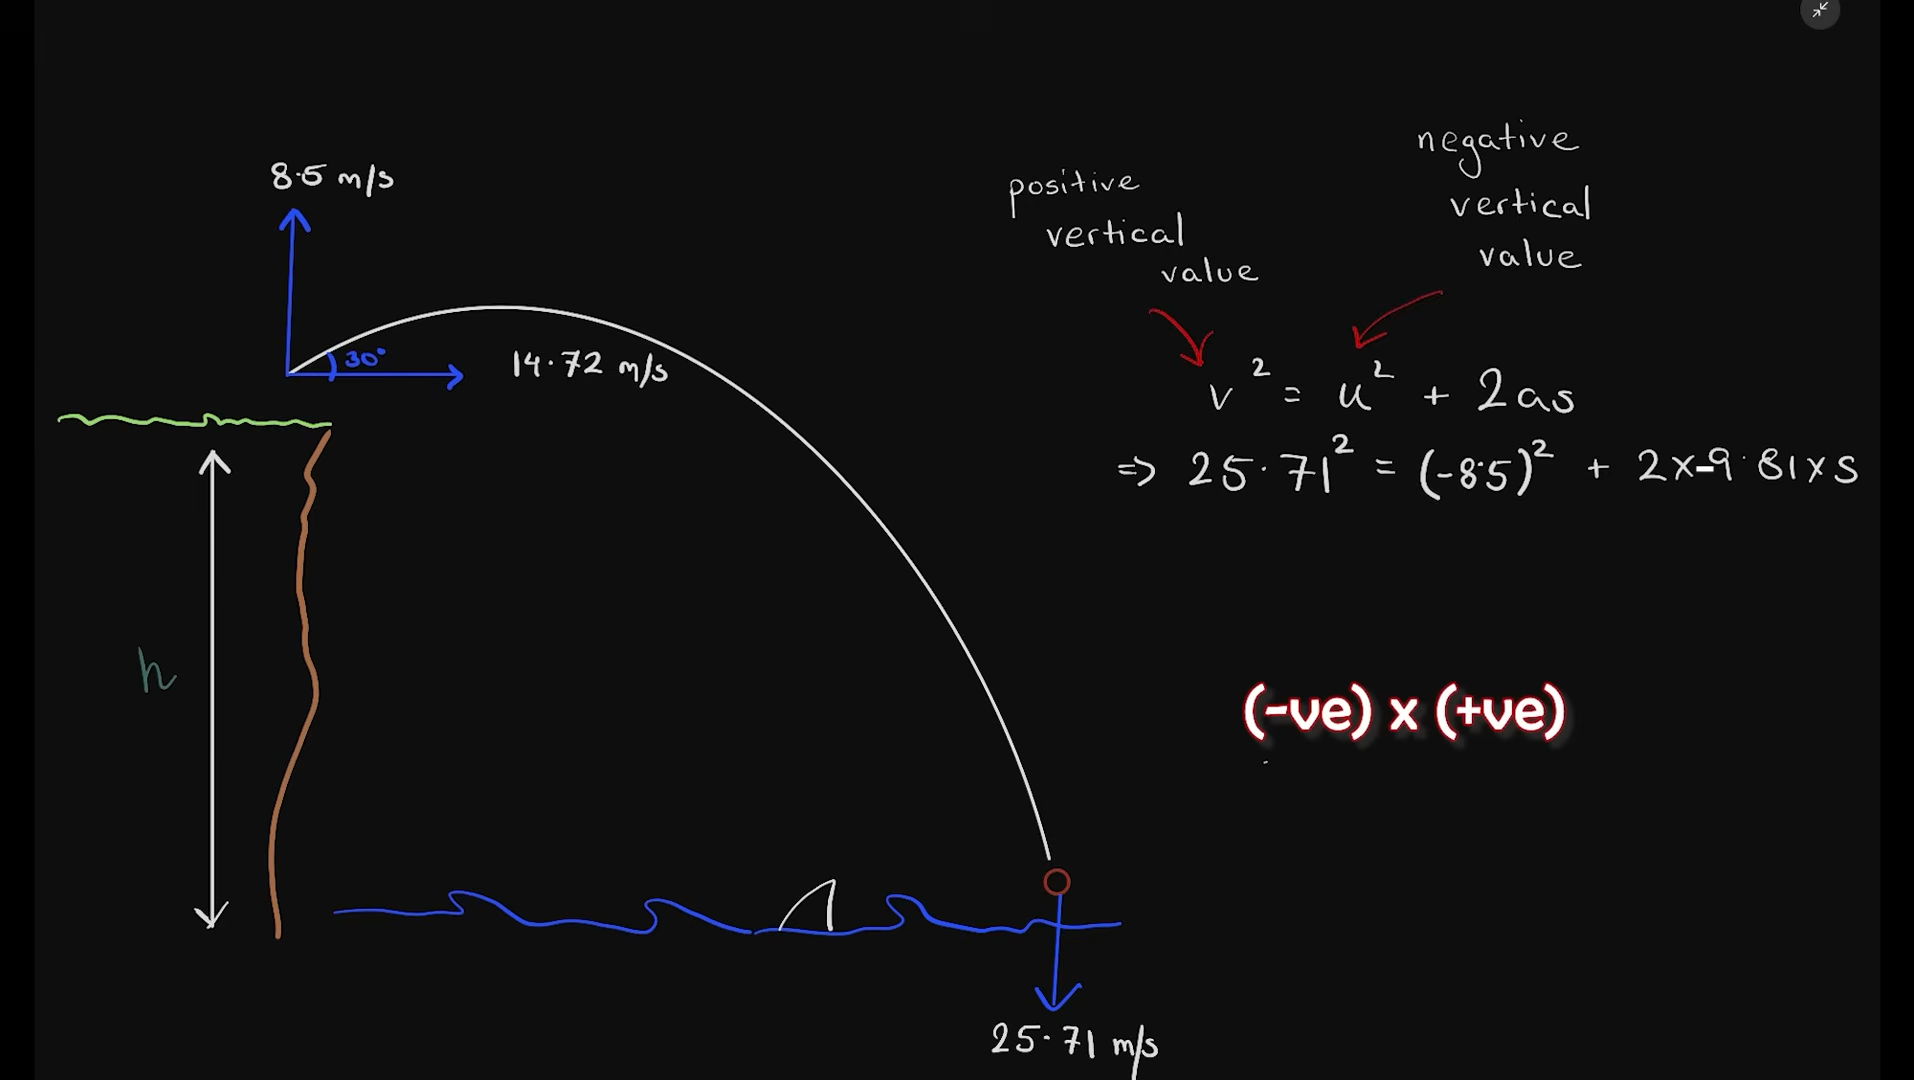 8.5 m/s
30°
14.72 m/s
h
25.71 m/s
positive
vertical
value
negative
vertical
value
v² = u² + 2as
⇒ 25.71² = (-8.5)² + 2x-9.81xs
(-ve) x (+ve)